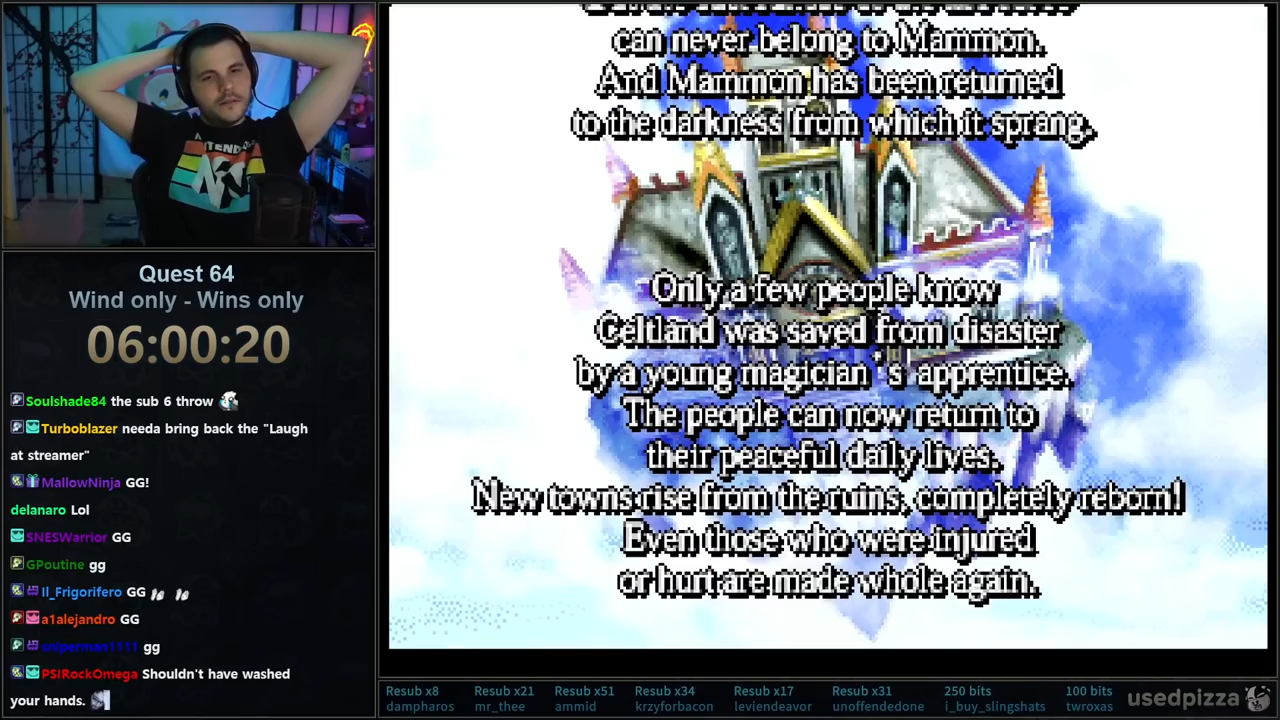 can never belong to Mammon.
And Mammon has been returned
to the darkness from which it sprang.
Only a few people know
Celtland was saved from disaster
by a young magician's apprentice.
The people can now return to
their peaceful daily lives.
New towns rise from the ruins, completely reborn!
Even those who were injured
or hurt are made whole again.
Quest 64
Wind only - Wins only
06:00:20
Soulshade84 the sub 6 throw
Turboblazer needa bring back the "Laugh
at streamer"
MallowNinja GG!
delanaro Lol
SNESWarrior GG
GPoutine gg
Il_Frigorifero GG
a1alejandro GG
sniperman1111 gg
PSIRockOmega Shouldn't have washed
your hands.
Resub x8
dampharos
Resub x21
mr_thee
Resub x51
ammid
Resub x34
krzyforbacon
Resub x17
leviendeavor
Resub x31
unoffendedone
250 bits
i_buy_slingshats
100 bits
twroxas
usedpizza